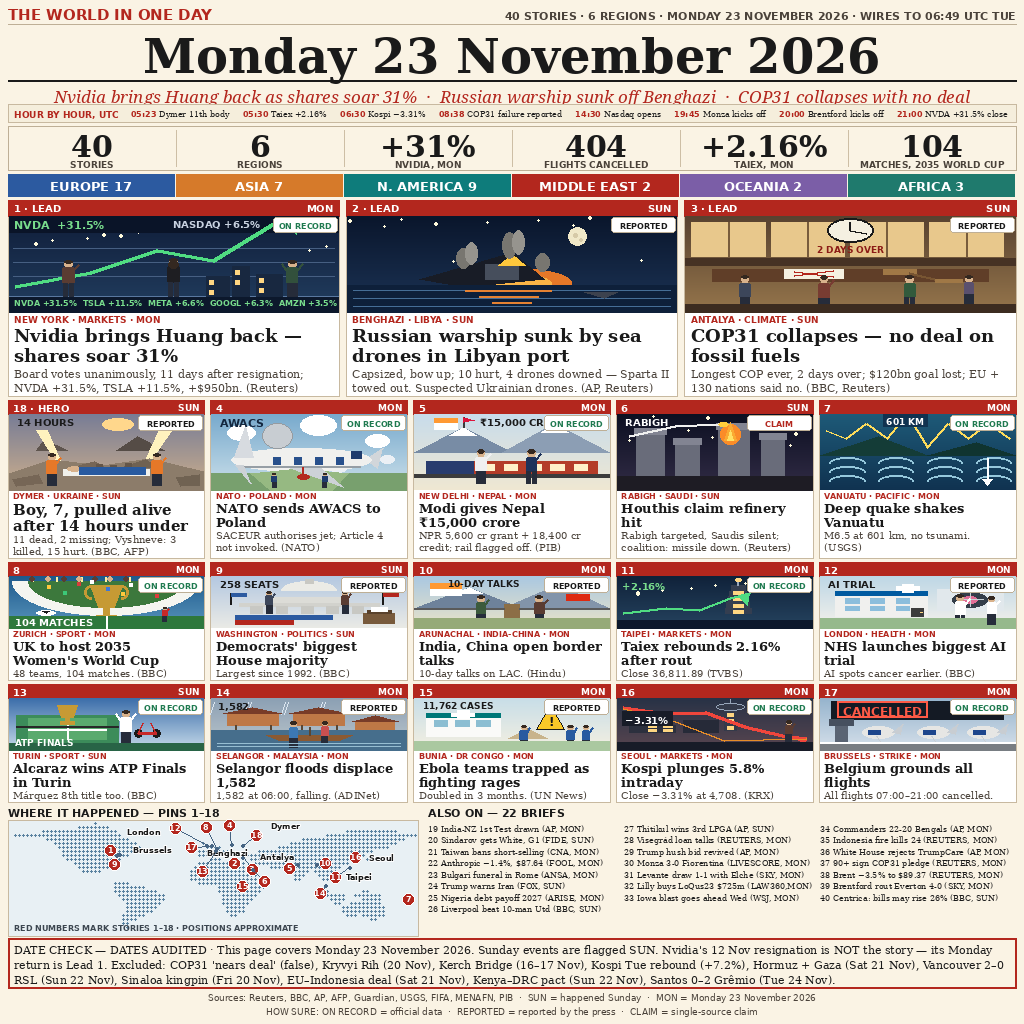 THE WORLD IN ONE DAY
40 STORIES · 6 REGIONS · MONDAY 23 NOVEMBER 2026 · WIRES TO 06:49 UTC TUE
Monday 23 November 2026
Nvidia brings Huang back as shares soar 31% · Russian warship sunk off Benghazi · COP31 collapses with no deal
HOUR BY HOUR, UTC 05:23 Dymer 11th body 05:30 Taiex +2.16% 06:30 Kospi −3.31% 08:38 COP31 failure reported 14:30 Nasdaq opens 19:45 Monza kicks off 20:00 Brentford kicks off 21:00 NVDA +31.5% close
40 6 +31% 404 +2.16% 104
STORIES REGIONS NVIDIA, MON FLIGHTS CANCELLED TAIEX, MON MATCHES, 2035 WORLD CUP
EUROPE 17 ASIA 7 N. AMERICA 9 MIDDLE EAST 2 OCEANIA 2 AFRICA 3
1 · LEAD MON
NVDA +31.5% NASDAQ +6.5% ON RECORD
NVDA +31.5% TSLA +11.5% META +6.6% GOOGL +6.3% AMZN +3.5%
NEW YORK · MARKETS · MON
Nvidia brings Huang back —
shares soar 31%
Board votes unanimously, 11 days after resignation;
NVDA +31.5%, TSLA +11.5%, +$950bn. (Reuters)
2 · LEAD SUN
REPORTED
BENGHAZI · LIBYA · SUN
Russian warship sunk by sea
drones in Libyan port
Capsized, bow up; 10 hurt, 4 drones downed — Sparta II
towed out. Suspected Ukrainian drones. (AP, Reuters)
3 · LEAD SUN
REPORTED
2 DAYS OVER
ANTALYA · CLIMATE · SUN
COP31 collapses — no deal on
fossil fuels
Longest COP ever, 2 days over; $120bn goal lost; EU +
130 nations said no. (BBC, Reuters)
18 · HERO SUN
14 HOURS REPORTED
DYMER · UKRAINE · SUN
Boy, 7, pulled alive
after 14 hours under
11 dead, 2 missing; Vyshneve: 3
killed, 15 hurt. (BBC, AFP)
4 MON
AWACS ON RECORD
NATO · POLAND · MON
NATO sends AWACS to
Poland
SACEUR authorises jet; Article 4
not invoked. (NATO)
5 MON
₹15,000 CR ON RECORD
NEW DELHI · NEPAL · MON
Modi gives Nepal
₹15,000 crore
NPR 5,600 cr grant + 18,400 cr
credit; rail flagged off. (PIB)
6 SUN
RABIGH CLAIM
RABIGH · SAUDI · SUN
Houthis claim refinery
hit
Rabigh targeted, Saudis silent;
coalition: missile down. (Reuters)
7 MON
601 KM ON RECORD
VANUATU · PACIFIC · MON
Deep quake shakes
Vanuatu
M6.5 at 601 km, no tsunami.
(USGS)
8 MON
ON RECORD
104 MATCHES
ZURICH · SPORT · MON
UK to host 2035
Women's World Cup
48 teams, 104 matches. (BBC)
9 SUN
258 SEATS REPORTED
WASHINGTON · POLITICS · SUN
Democrats' biggest
House majority
Largest since 1992. (BBC)
10 MON
10-DAY TALKS REPORTED
ARUNACHAL · INDIA-CHINA · MON
India, China open border
talks
10-day talks on LAC. (Hindu)
11 MON
+2.16% ON RECORD
TAIPEI · MARKETS · MON
Taiex rebounds 2.16%
after rout
Close 36,811.89 (TVBS)
12 MON
AI TRIAL REPORTED
LONDON · HEALTH · MON
NHS launches biggest AI
trial
AI spots cancer earlier. (BBC)
13 SUN
ON RECORD
ATP FINALS
TURIN · SPORT · SUN
Alcaraz wins ATP Finals
in Turin
Márquez 8th title too. (BBC)
14 MON
1,582 REPORTED
SELANGOR · MALAYSIA · MON
Selangor floods displace
1,582
1,582 at 06:00, falling. (ADINet)
15 MON
11,762 CASES REPORTED
BUNIA · DR CONGO · MON
Ebola teams trapped as
fighting rages
Doubled in 3 months. (UN News)
16 MON
−3.31% ON RECORD
SEOUL · MARKETS · MON
Kospi plunges 5.8%
intraday
Close −3.31% at 4,708. (KRX)
17 MON
CANCELLED ON RECORD
BRUSSELS · STRIKE · MON
Belgium grounds all
flights
All flights 07:00–21:00 cancelled.
WHERE IT HAPPENED — PINS 1–18
London Dymer
Brussels Benghazi Antalya Seoul
Taipei
RED NUMBERS MARK STORIES 1–18 · POSITIONS APPROXIMATE
ALSO ON — 22 BRIEFS
19 India-NZ 1st Test drawn (AP, MON)
20 Sindarov gets White, G1 (FIDE, SUN)
21 Taiwan bans short-selling (CNA, MON)
22 Anthropic −1.4%, $87.64 (FOOL, MON)
23 Bulgari funeral in Rome (ANSA, MON)
24 Trump warns Iran (FOX, SUN)
25 Nigeria debt payoff 2027 (ARISE, MON)
26 Liverpool beat 10-man Utd (BBC, SUN)
27 Thitikul wins 3rd LPGA (AP, SUN)
28 Visegrad loan talks (REUTERS, MON)
29 Trump hush bid revived (AP, MON)
30 Monza 3-0 Fiorentina (LIVESCORE, MON)
31 Levante draw 1-1 with Elche (SKY, MON)
32 Lilly buys LoQus23 $725m (LAW360,MON)
33 Iowa blast goes ahead Wed (WSJ, MON)
34 Commanders 22-20 Bengals (AP, MON)
35 Indonesia fire kills 24 (REUTERS, MON)
36 White House rejects TrumpCare (AP, MON)
37 90+ sign COP31 pledge (REUTERS, MON)
38 Brent −3.5% to $89.37 (REUTERS, MON)
39 Brentford rout Everton 4-0 (SKY, MON)
40 Centrica: bills may rise 26% (BBC, SUN)
DATE CHECK — DATES AUDITED · This page covers Monday 23 November 2026. Sunday events are flagged SUN. Nvidia's 12 Nov resignation is NOT the story — its Monday
return is Lead 1. Excluded: COP31 'nears deal' (false), Kryvyi Rih (20 Nov), Kerch Bridge (16–17 Nov), Kospi Tue rebound (+7.2%), Hormuz + Gaza (Sat 21 Nov), Vancouver 2–0
RSL (Sun 22 Nov), Sinaloa kingpin (Fri 20 Nov), EU–Indonesia deal (Sat 21 Nov), Kenya–DRC pact (Sun 22 Nov), Santos 0–2 Grêmio (Tue 24 Nov).
Sources: Reuters, BBC, AP, AFP, Guardian, USGS, FIFA, MENAFN, PIB · SUN = happened Sunday · MON = Monday 23 November 2026
HOW SURE: ON RECORD = official data · REPORTED = reported by the press · CLAIM = single-source claim